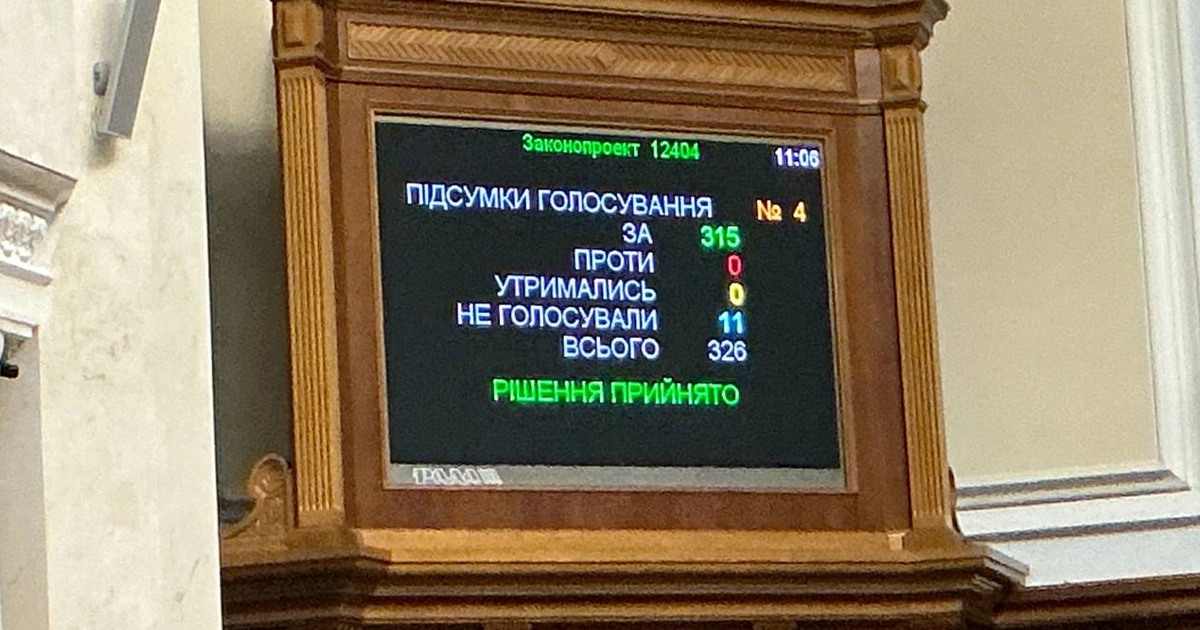 Законопроект 12404
11:06
ПІДСУМКИ ГОЛОСУВАННЯ № 4
ЗА 315
ПРОТИ 0
УТРИМАЛИСЬ 0
НЕ ГОЛОСУВАЛИ 11
ВСЬОГО 326
РІШЕННЯ ПРИЙНЯТО